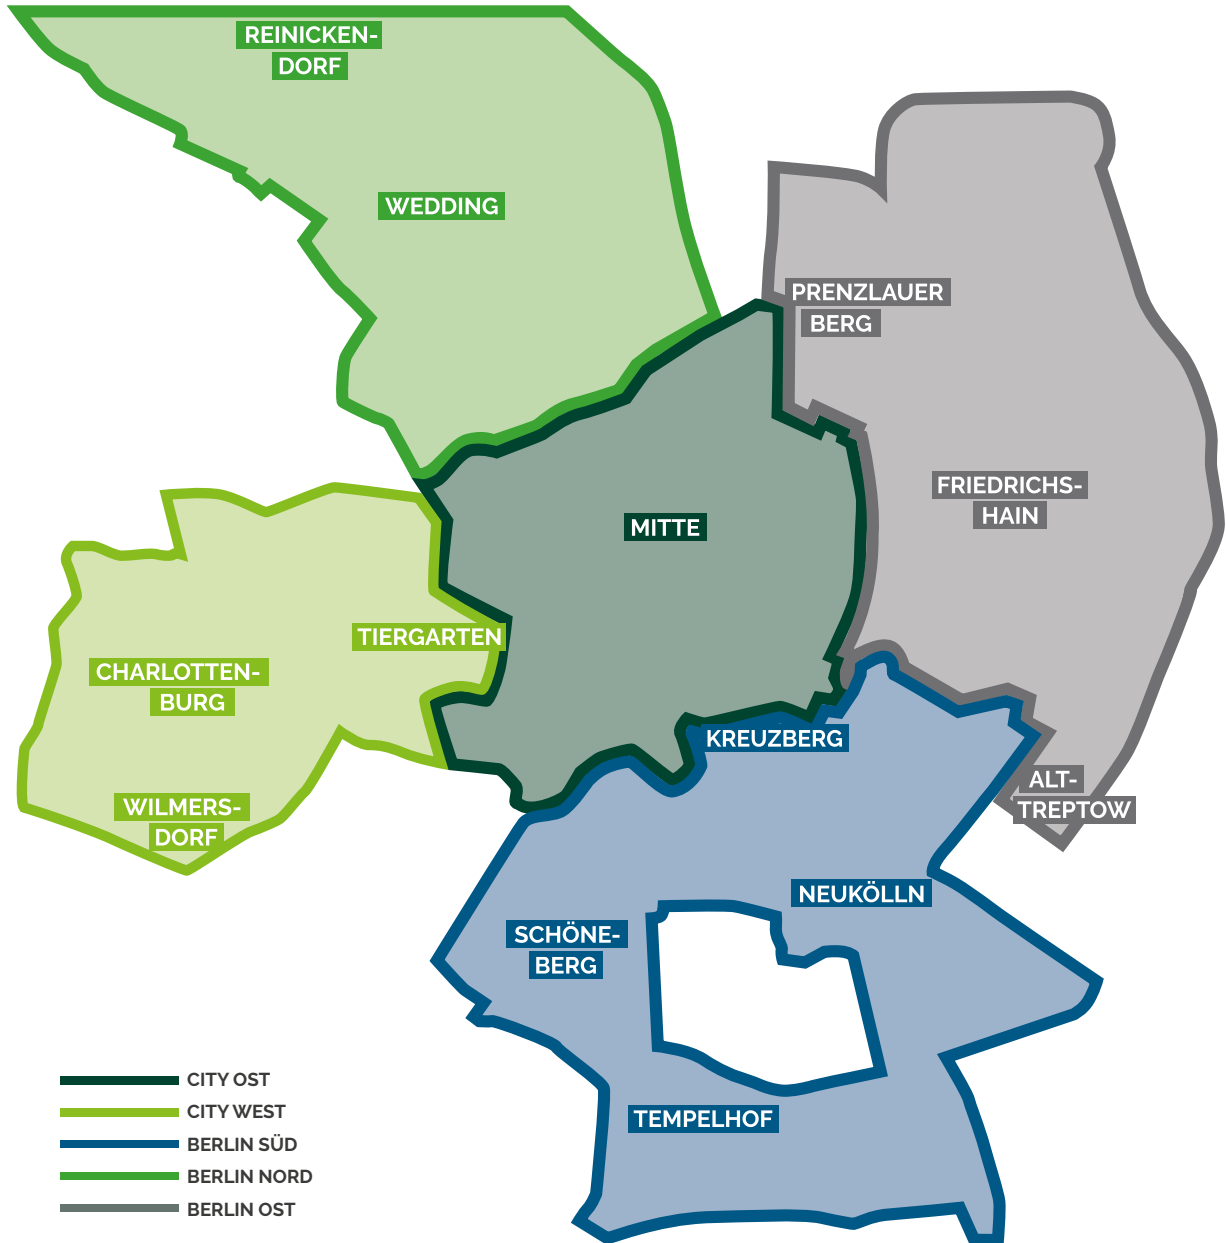 REINICKEN-
DORF
WEDDING
PRENZLAUER
BERG
FRIEDRICHS-
HAIN
MITTE
TIERGARTEN
CHARLOTTEN-
BURG
WILMERS-
DORF
KREUZBERG
ALT-
TREPTOW
NEUKÖLLN
SCHÖNE-
BERG
TEMPELHOF
CITY OST
CITY WEST
BERLIN SÜD
BERLIN NORD
BERLIN OST